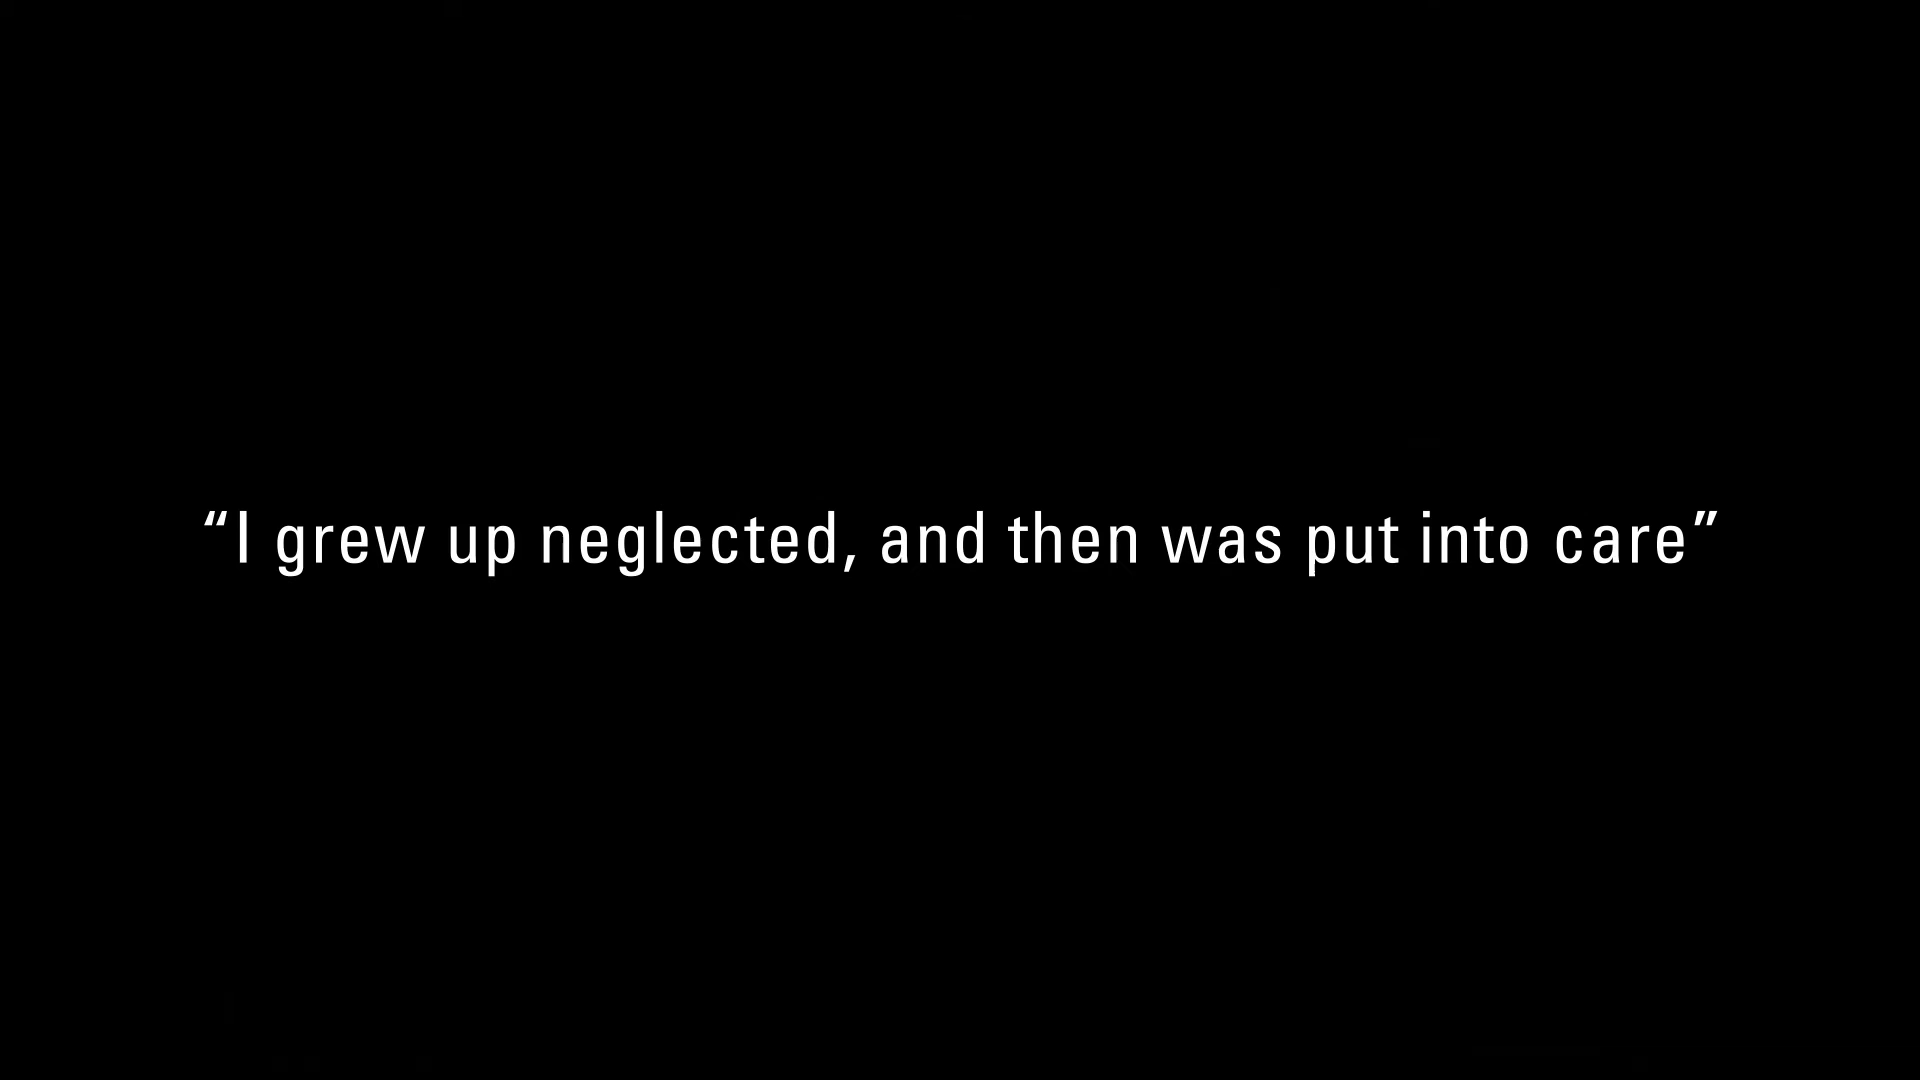 “I grew up neglected, and then was put into care”